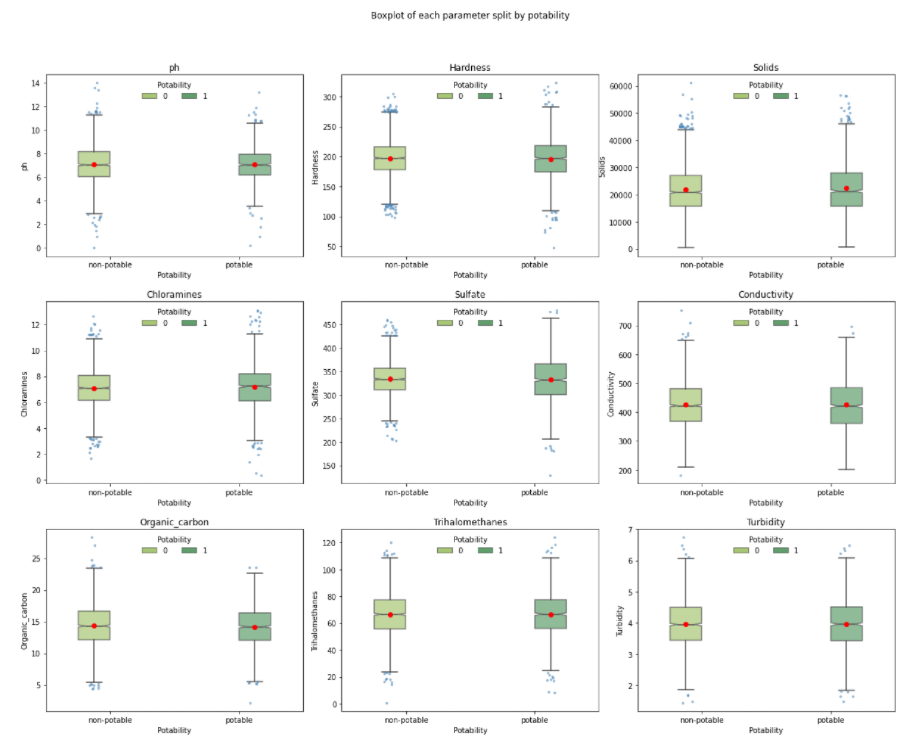 Boxplot of each parameter split by potability
ph
Potability
0 1
ph
14
12
10
8
6
4
2
0
non-potable potable
Potability
Hardness
Potability
0 1
Hardness
300
250
200
150
100
50
non-potable potable
Potability
Solids
Potability
0 1
Solids
60000
50000
40000
30000
20000
10000
0
non-potable potable
Potability
Chloramines
Potability
0 1
Chloramines
12
10
8
6
4
2
0
non-potable potable
Potability
Sulfate
Potability
0 1
Sulfate
450
400
350
300
250
200
150
non-potable potable
Potability
Conductivity
Potability
0 1
Conductivity
700
600
500
400
300
200
non-potable potable
Potability
Organic_carbon
Potability
0 1
Organic_carbon
25
20
15
10
5
non-potable potable
Potability
Trihalomethanes
Potability
0 1
Trihalomethanes
120
100
80
60
40
20
0
non-potable potable
Potability
Turbidity
Potability
0 1
Turbidity
7
6
5
4
3
2
non-potable potable
Potability